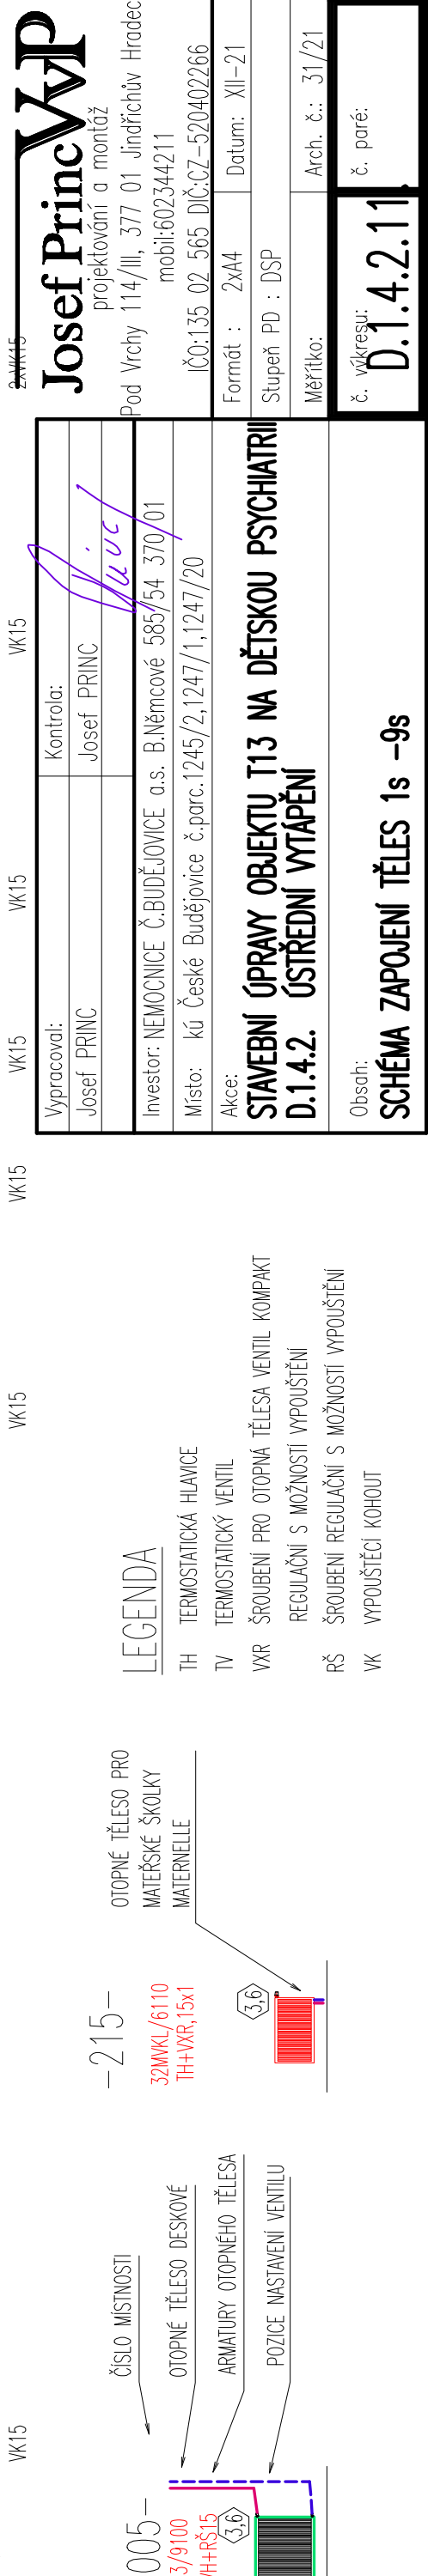 VK15
VK15
VK15
VK15
VK15
VK15
VK15
2xVK15
005-
3/9100
VH+RŠ15
3,6
ČÍSLO MÍSTNOSTI
OTOPNÉ TĚLESO DESKOVÉ
ARMATURY OTOPNÉHO TĚLESA
POZICE NASTAVENÍ VENTILU
-215-
32MVKL/6110
TH+VXR,15x1
3,6
OTOPNÉ TĚLESO PRO
MATEŘSKÉ ŠKOLKY
MATERNELLE
LEGENDA
TH TERMOSTATICKÁ HLAVICE
TV TERMOSTATICKÝ VENTIL
VXR ŠROUBENÍ PRO OTOPNÁ TĚLESA VENTIL KOMPAKT
REGULAČNÍ S MOŽNOSTÍ VYPOUŠTĚNÍ
RŠ ŠROUBENÍ REGULAČNÍ S MOŽNOSTÍ VYPOUŠTĚNÍ
VK VYPOUŠTĚCÍ KOHOUT
Vypracoval:
Josef PRINC
Kontrola:
Josef PRINC
Investor: NEMOCNICE Č.BUDĚJOVICE a.s. B.Němcové 585/54 370 01
Místo: kú České Budějovice č.parc.1245/2,1247/1,1247/20
Akce:
STAVEBNÍ ÚPRAVY OBJEKTU T13 NA DĚTSKOU PSYCHIATRII
D.1.4.2. ÚSTŘEDNÍ VYTÁPĚNÍ
Obsah:
SCHÉMA ZAPOJENÍ TĚLES 1s -9s
Josef Princ VvP
projektování a montáž
Pod Vrchy 114/III, 377 01 Jindřichův Hradec
mobil:602344211
IČO:135 02 565 DIČ:CZ-520402266
Formát : 2xA4
Datum: XII-21
Stupeň PD : DSP
Měřítko:
Arch. č.: 31/21
č. výkresu:
D.1.4.2.11.
č. paré: